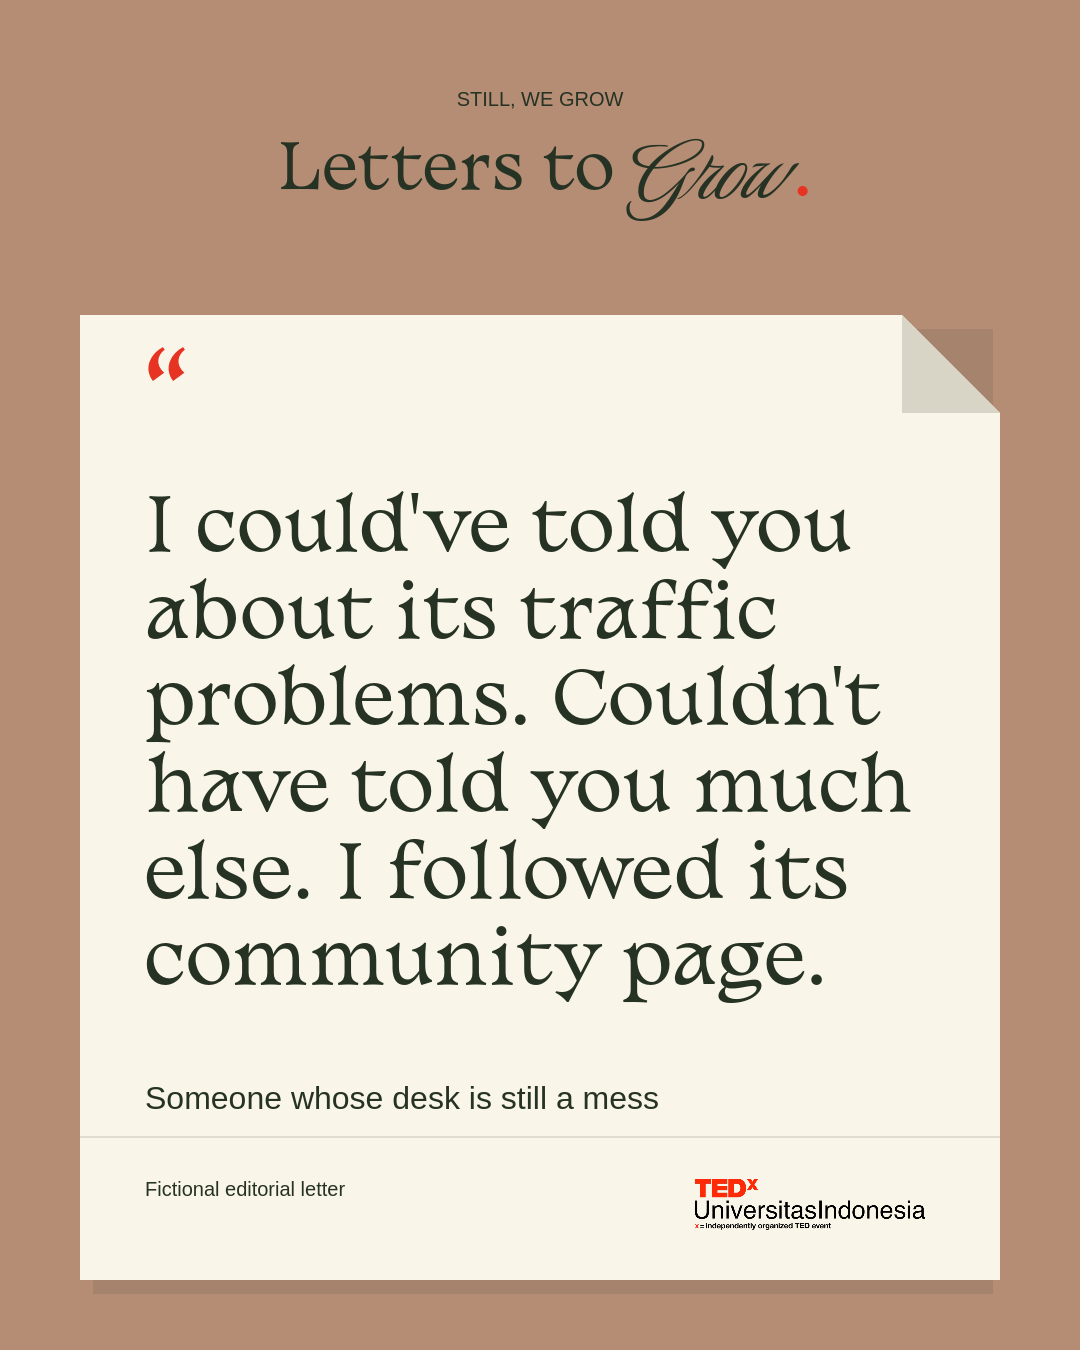 STILL, WE GROW
Letters to Grow.
“
I could've told you
about its traffic
problems. Couldn't
have told you much
else. I followed its
community page.
Someone whose desk is still a mess
Fictional editorial letter
TEDx
UniversitasIndonesia
x = independently organized TED event